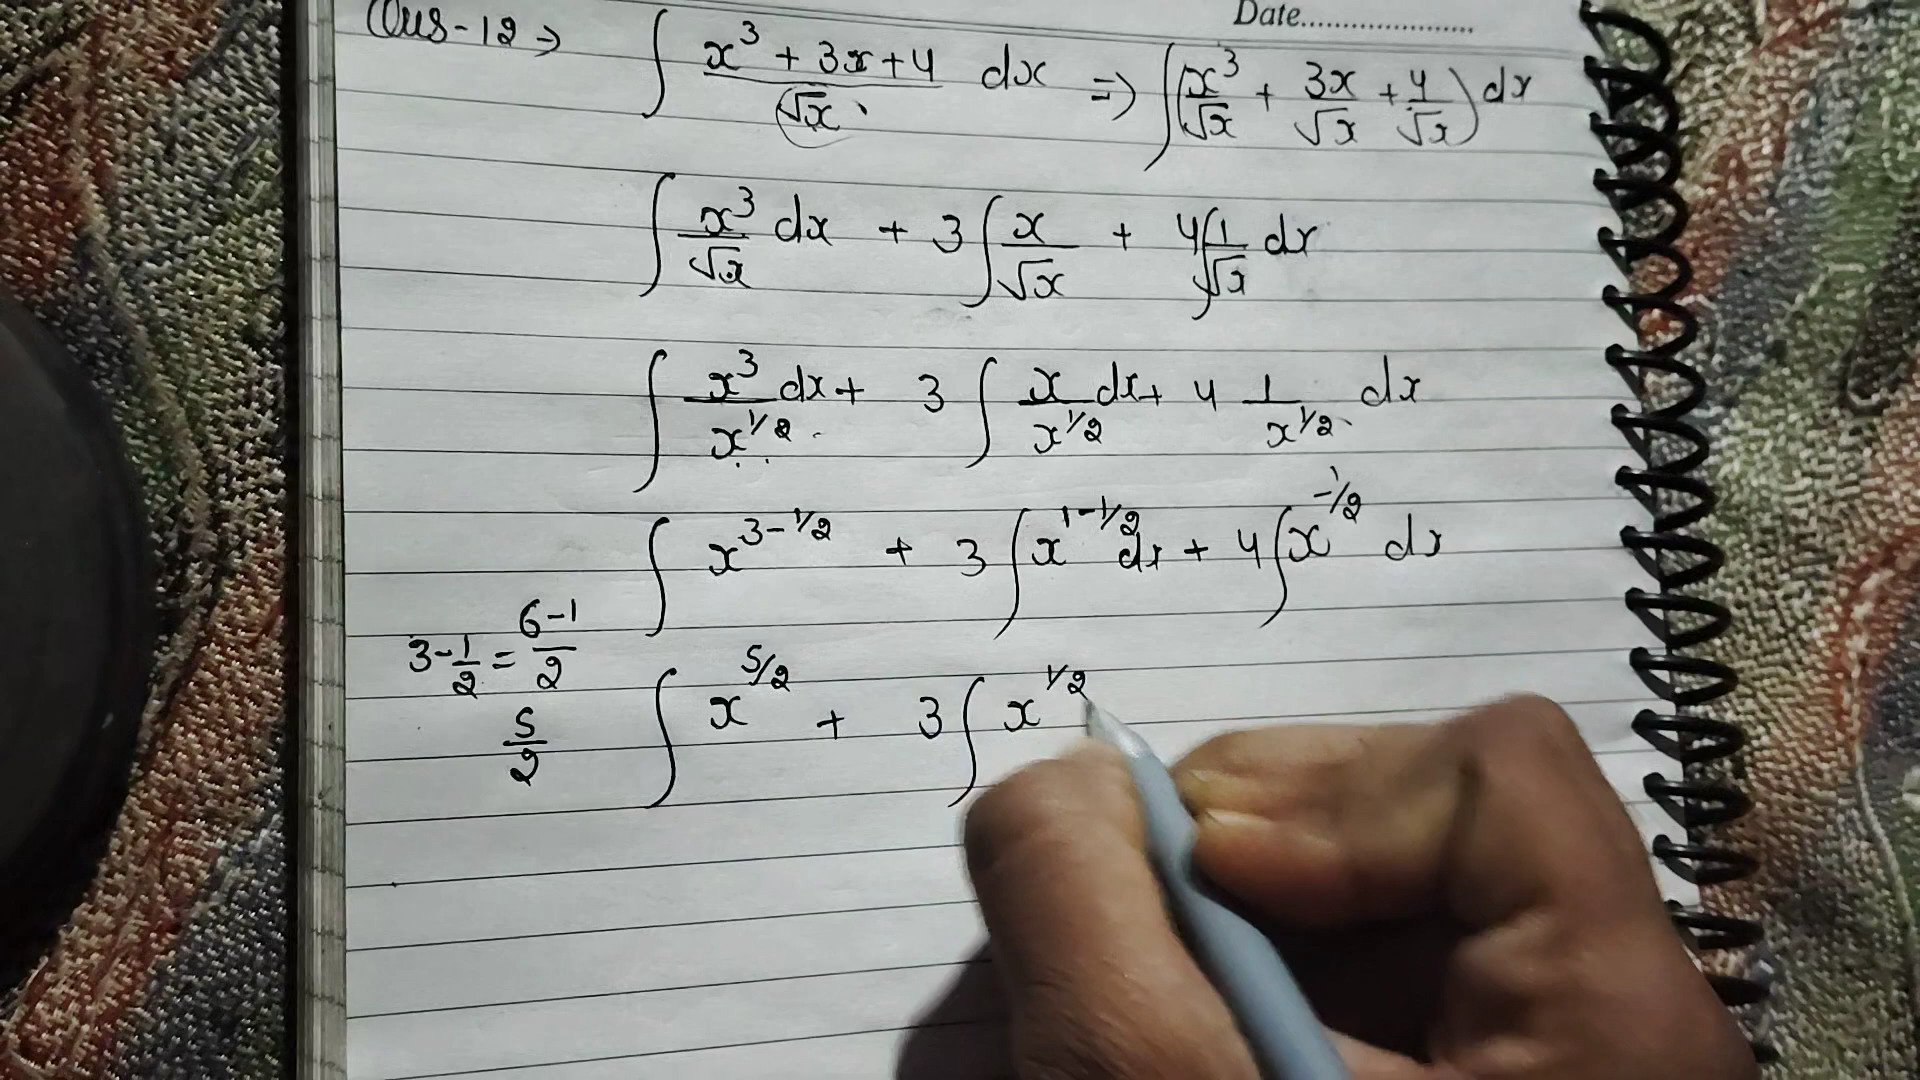 Date....................
Qus-12 → ∫ x³ + 3x + 4 / √x dx ⇒ ∫(x³/√x + 3x/√x + 4/√x) dx
∫ x³/√x dx + 3∫ x/√x + 4∫ 1/√x dx
∫ x³/x^1/2 dx + 3 ∫ x/x^1/2 dx + 4 1/x^1/2 dx
∫ x^3-1/2 + 3 ∫ x^1-1/2 dx + 4∫ x^-1/2 dx
3-1/2 = 6-1/2
5/2
∫ x^5/2 + 3∫ x^1/2